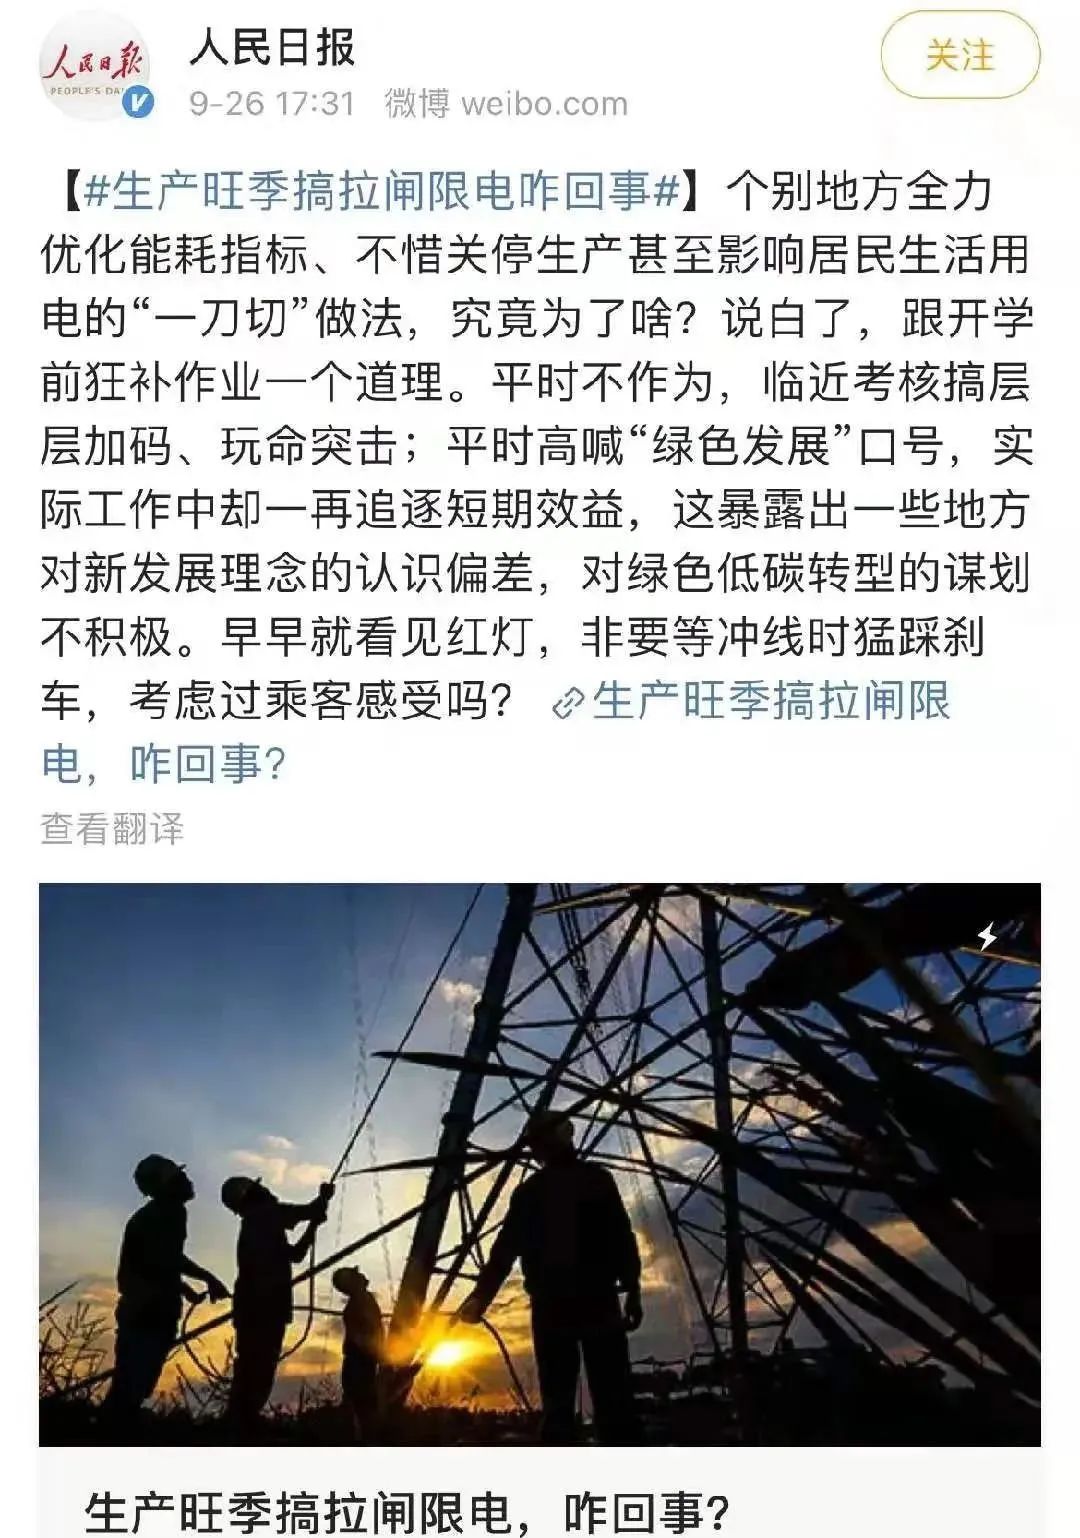 人民日报
PEOPLE'S DA
人民日报
9-26 17:31 微博 weibo.com
关注
【#生产旺季搞拉闸限电咋回事#】个别地方全力
优化能耗指标、不惜关停生产甚至影响居民生活用
电的“一刀切”做法，究竟为了啥？说白了，跟开学
前狂补作业一个道理。平时不作为，临近考核搞层
层加码、玩命突击；平时高喊“绿色发展”口号，实
际工作中却一再追逐短期效益，这暴露出一些地方
对新发展理念的认识偏差，对绿色低碳转型的谋划
不积极。早早就看见红灯，非要等冲线时猛踩刹
车，考虑过乘客感受吗？ 生产旺季搞拉闸限
电，咋回事？
查看翻译
生产旺季搞拉闸限电，咋回事？